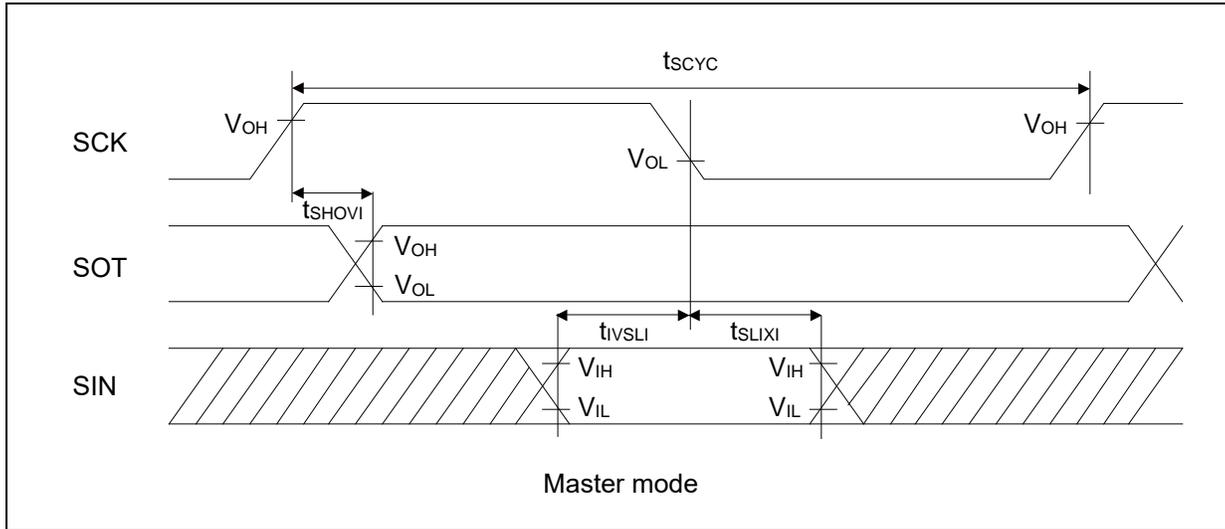 tSCYC
VOH
VOH
SCK
VOL
tSHOVI
VOH
SOT
VOL
tIVSLI tSLIXI
VIH VIH
SIN
VIL VIL
Master mode